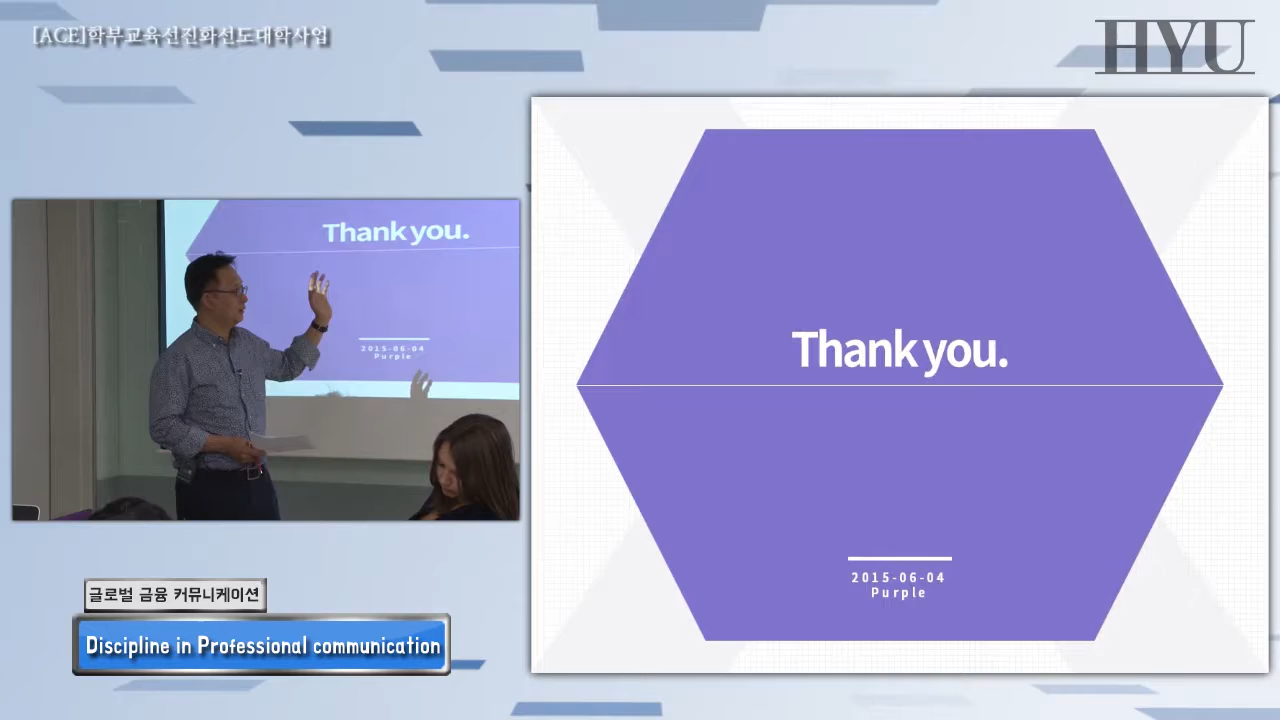 [ACE]학부교육선진화선도대학사업
HYU
Thank you.
2015-06-04
Purple
Thank you.
2015-06-04
Purple
글로벌 금융 커뮤니케이션
Discipline in Professional communication